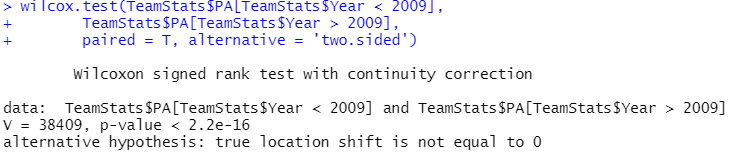 > wilcox.test(TeamStats$PA[TeamStats$Year < 2009],
+ TeamStats$PA[TeamStats$Year > 2009],
+ paired = T, alternative = 'two.sided')
Wilcoxon signed rank test with continuity correction
data: TeamStats$PA[TeamStats$Year < 2009] and TeamStats$PA[TeamStats$Year > 2009]
V = 38409, p-value < 2.2e-16
alternative hypothesis: true location shift is not equal to 0